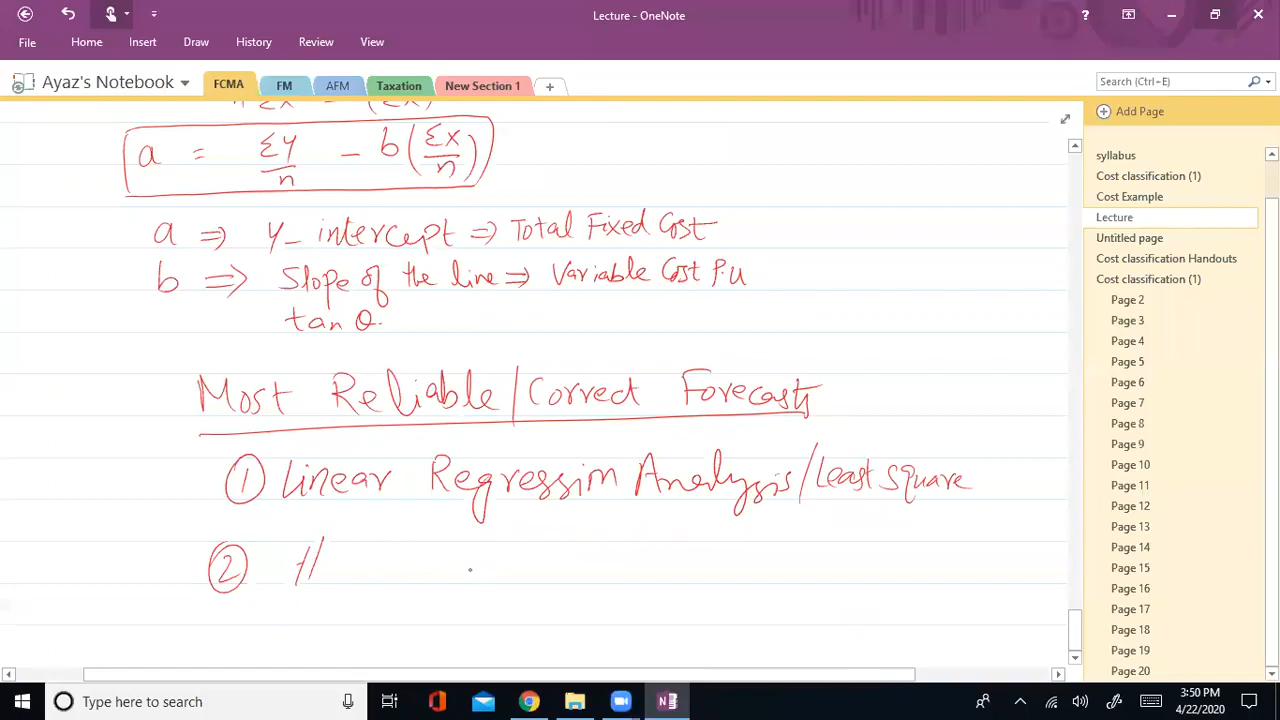 Lecture - OneNote
?
File Home Insert Draw History Review View
Ayaz's Notebook FCMA FM AFM Taxation New Section 1 +
Search (Ctrl+E)
Add Page
a = Σy/n - b(Σx/n)
a ⇒ y-intercept ⇒ Total Fixed Cost
b ⇒ Slope of the line ⇒ Variable Cost P.U
tan θ.
Most Reliable/Correct Forecasts
① Linear Regression Analysis/Least Square
② 
syllabus
Cost classification (1)
Cost Example
Lecture
Untitled page
Cost classification Handouts
Cost classification (1)
Page 2
Page 3
Page 4
Page 5
Page 6
Page 7
Page 8
Page 9
Page 10
Page 11
Page 12
Page 13
Page 14
Page 15
Page 16
Page 17
Page 18
Page 19
Page 20
Type here to search
3:50 PM
4/22/2020